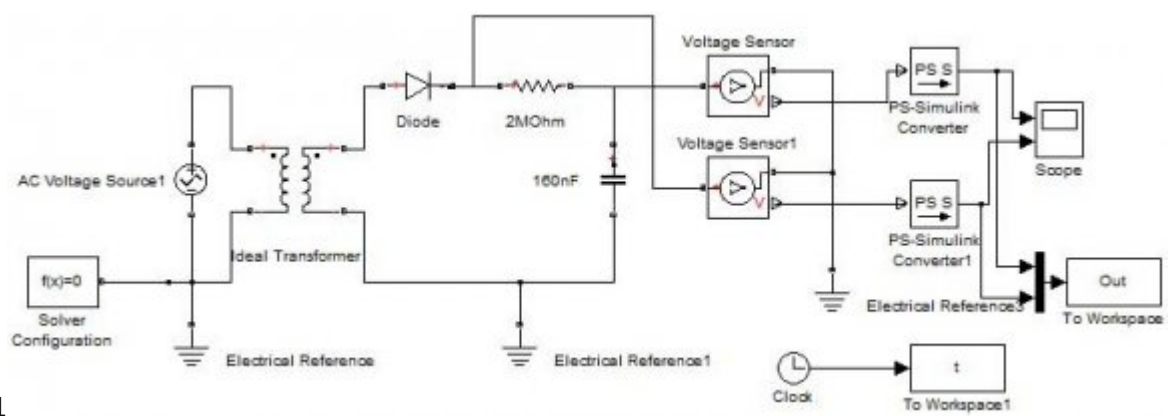 Voltage Sensor
PS S
PS-Simulink
Converter
Diode
2MOhm
Voltage Sensor1
Scope
AC Voltage Source1
160nF
PS S
PS-Simulink
Converter1
Ideal Transformer
f(x)=0
Solver
Configuration
Out
Electrical Reference3
To Workspace
Electrical Reference
Electrical Reference1
t
Clock
To Workspace1
1